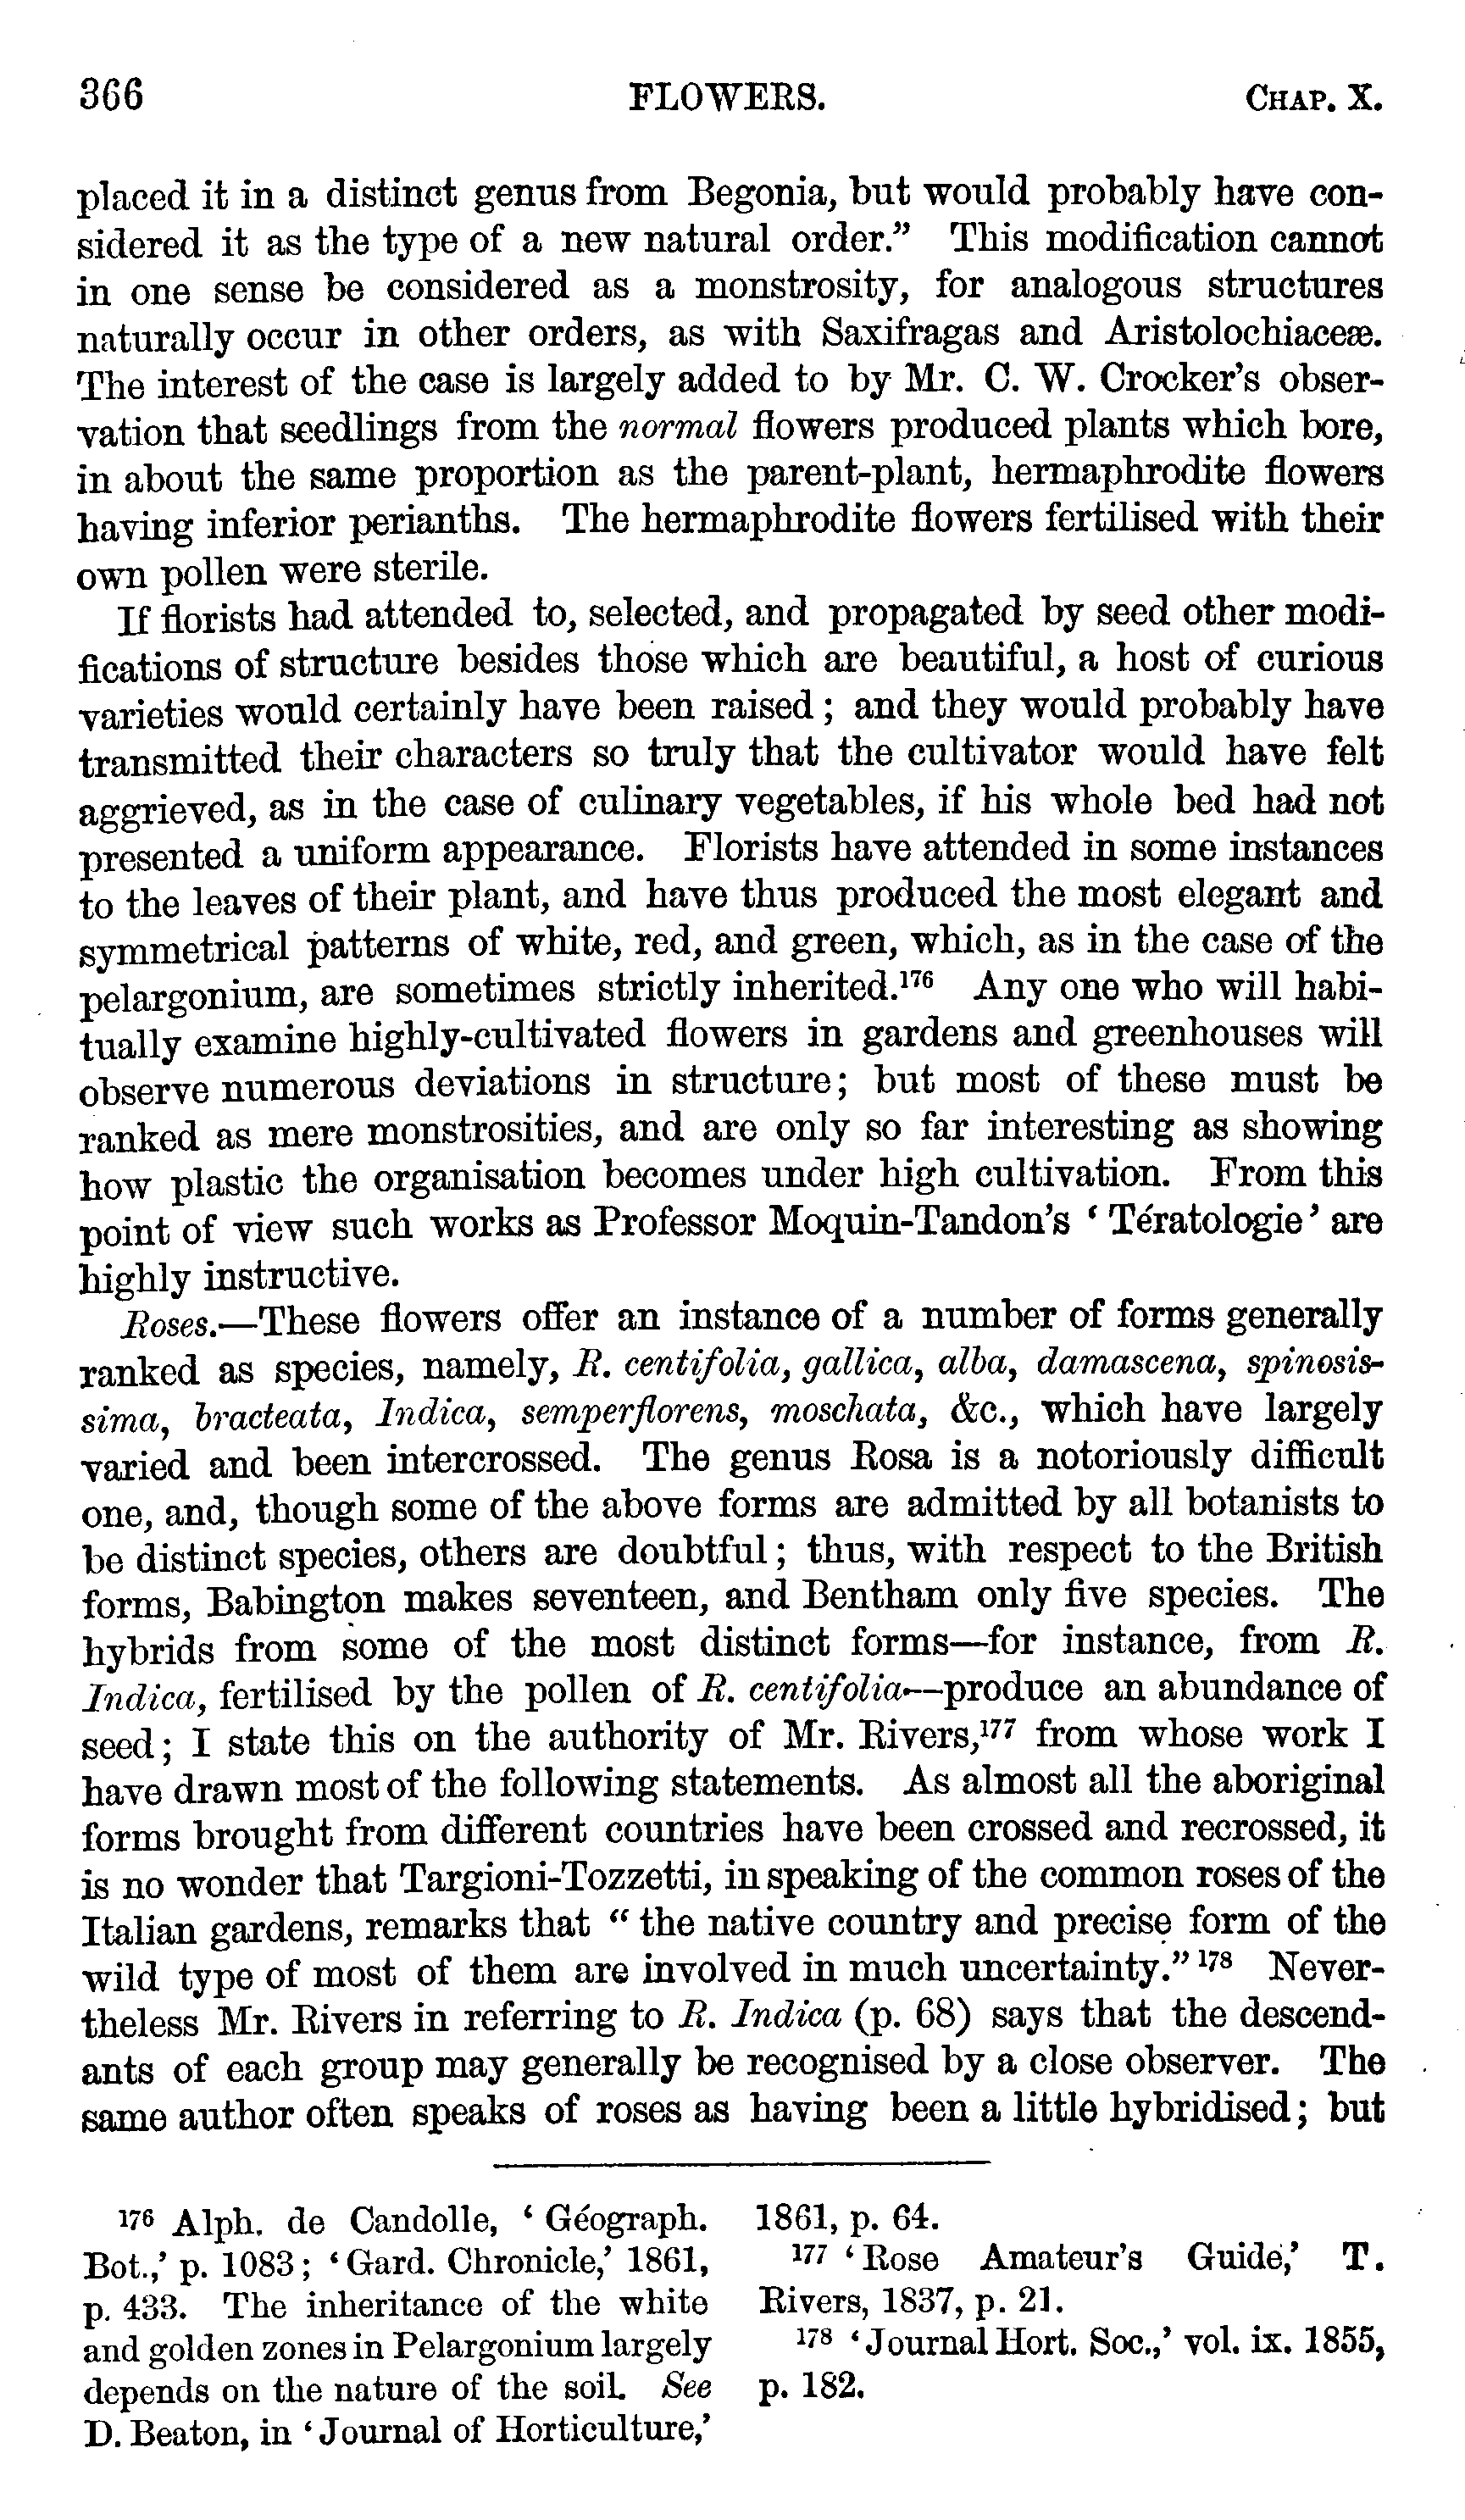 366 FLOWERS. CHAP. X.
placed it in a distinct genus from Begonia, but would probably have con-
sidered it as the type of a new natural order.” This modification cannot
in one sense be considered as a monstrosity, for analogous structures
naturally occur in other orders, as with Saxifragas and Aristolochiaceæ.
The interest of the case is largely added to by Mr. C. W. Crocker’s obser-
vation that seedlings from the normal flowers produced plants which bore,
in about the same proportion as the parent-plant, hermaphrodite flowers
having inferior perianths. The hermaphrodite flowers fertilised with their
own pollen were sterile.
If florists had attended to, selected, and propagated by seed other modi-
fications of structure besides those which are beautiful, a host of curious
varieties would certainly have been raised; and they would probably have
transmitted their characters so truly that the cultivator would have felt
aggrieved, as in the case of culinary vegetables, if his whole bed had not
presented a uniform appearance. Florists have attended in some instances
to the leaves of their plant, and have thus produced the most elegant and
symmetrical patterns of white, red, and green, which, as in the case of the
pelargonium, are sometimes strictly inherited.¹⁷⁶ Any one who will habi-
tually examine highly-cultivated flowers in gardens and greenhouses will
observe numerous deviations in structure; but most of these must be
ranked as mere monstrosities, and are only so far interesting as showing
how plastic the organisation becomes under high cultivation. From this
point of view such works as Professor Moquin-Tandon’s ‘Tératologie’ are
highly instructive.
Roses.—These flowers offer an instance of a number of forms generally
ranked as species, namely, R. centifolia, gallica, alba, damascena, spinosis-
sima, bracteata, Indica, semperflorens, moschata, &c., which have largely
varied and been intercrossed. The genus Rosa is a notoriously difficult
one, and, though some of the above forms are admitted by all botanists to
be distinct species, others are doubtful; thus, with respect to the British
forms, Babington makes seventeen, and Bentham only five species. The
hybrids from some of the most distinct forms—for instance, from R.
Indica, fertilised by the pollen of R. centifolia—produce an abundance of
seed; I state this on the authority of Mr. Rivers,¹⁷⁷ from whose work I
have drawn most of the following statements. As almost all the aboriginal
forms brought from different countries have been crossed and recrossed, it
is no wonder that Targioni-Tozzetti, in speaking of the common roses of the
Italian gardens, remarks that “the native country and precise form of the
wild type of most of them are involved in much uncertainty.”¹⁷⁸ Never-
theless Mr. Rivers in referring to R. Indica (p. 68) says that the descend-
ants of each group may generally be recognised by a close observer. The
same author often speaks of roses as having been a little hybridised; but
¹⁷⁶ Alph. de Candolle, ‘Géograph.
Bot.,’ p. 1083; ‘Gard. Chronicle,’ 1861,
p. 433. The inheritance of the white
and golden zones in Pelargonium largely
depends on the nature of the soil. See
D. Beaton, in ‘Journal of Horticulture,’
1861, p. 64.
¹⁷⁷ ‘Rose Amateur’s Guide,’ T.
Rivers, 1837, p. 21.
¹⁷⁸ ‘Journal Hort. Soc.,’ vol. ix. 1855,
p. 182.